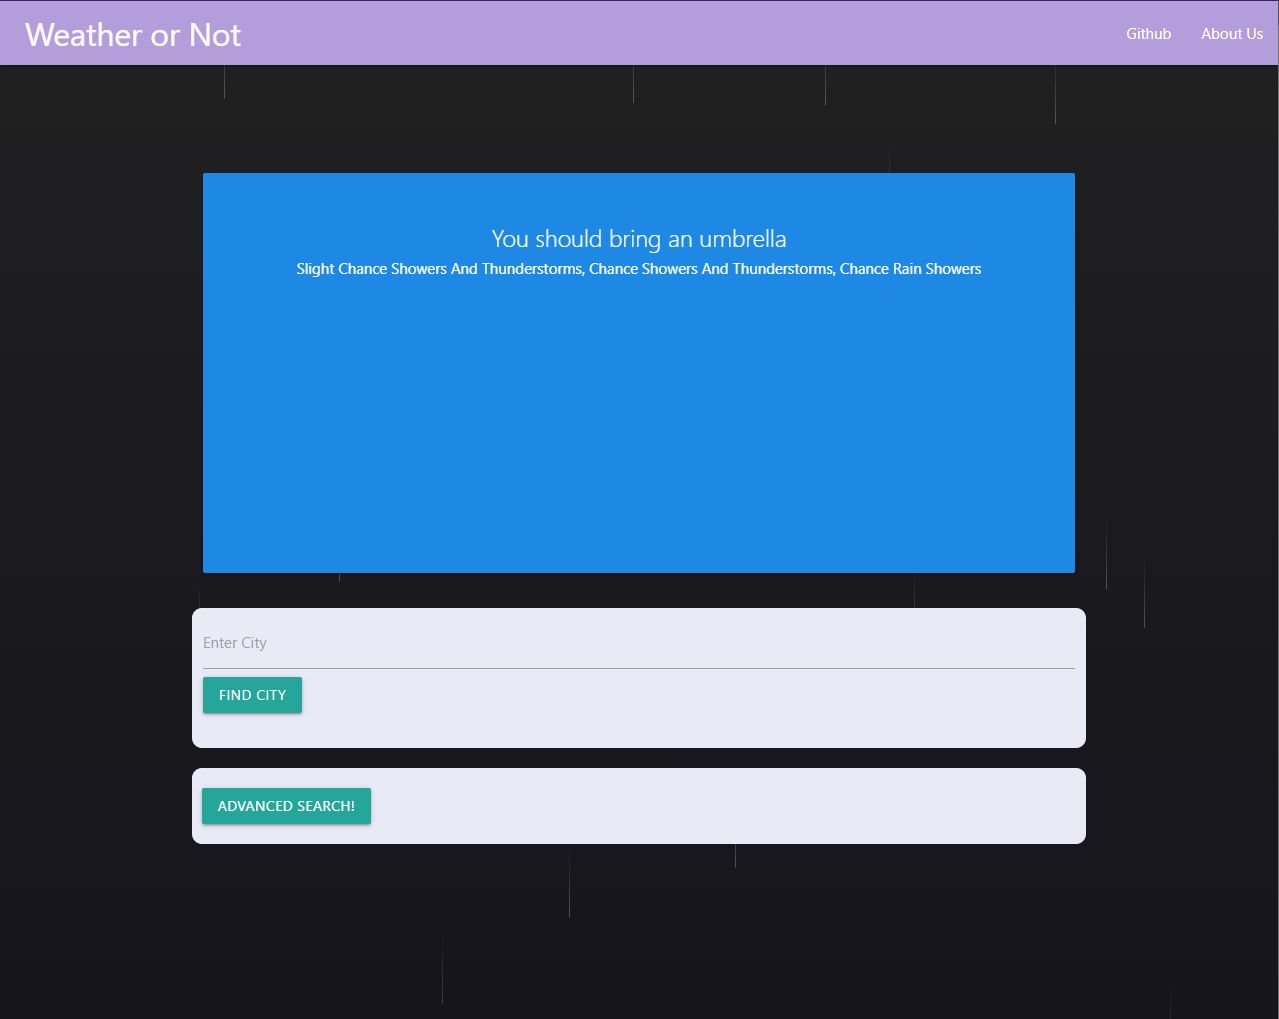 Weather or Not
Github
About Us
You should bring an umbrella
Slight Chance Showers And Thunderstorms, Chance Showers And Thunderstorms, Chance Rain Showers
Enter City
FIND CITY
ADVANCED SEARCH!